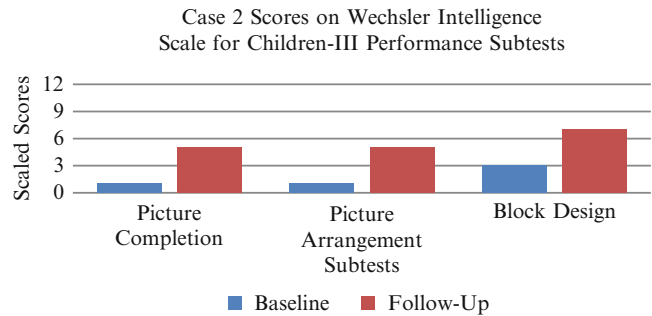 Case 2 Scores on Wechsler Intelligence
Scale for Children-III Performance Subtests
Scaled Scores
12
9
6
3
0
Picture
Completion
Picture
Arrangement
Subtests
Block Design
Baseline
Follow-Up